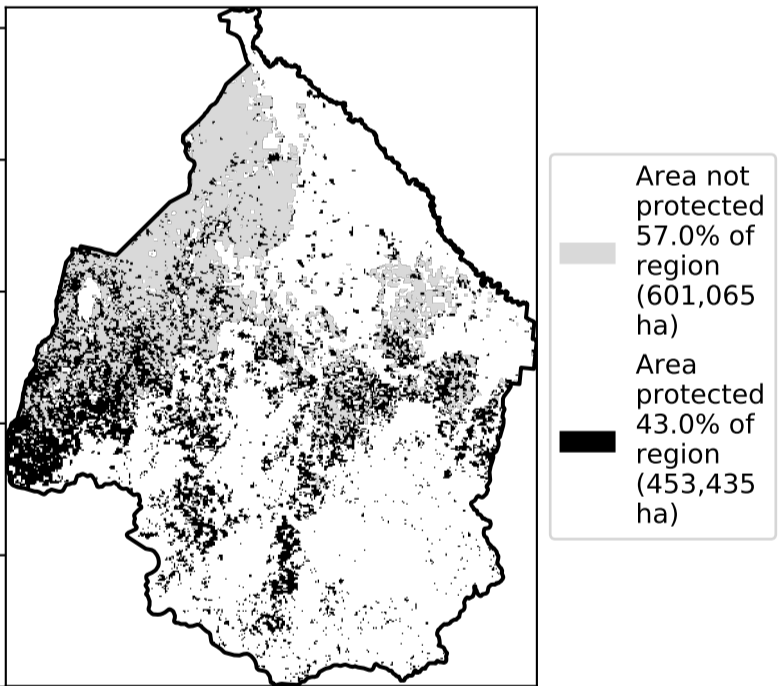 Area not
protected
57.0% of
region
(601,065
ha)
Area
protected
43.0% of
region
(453,435
ha)